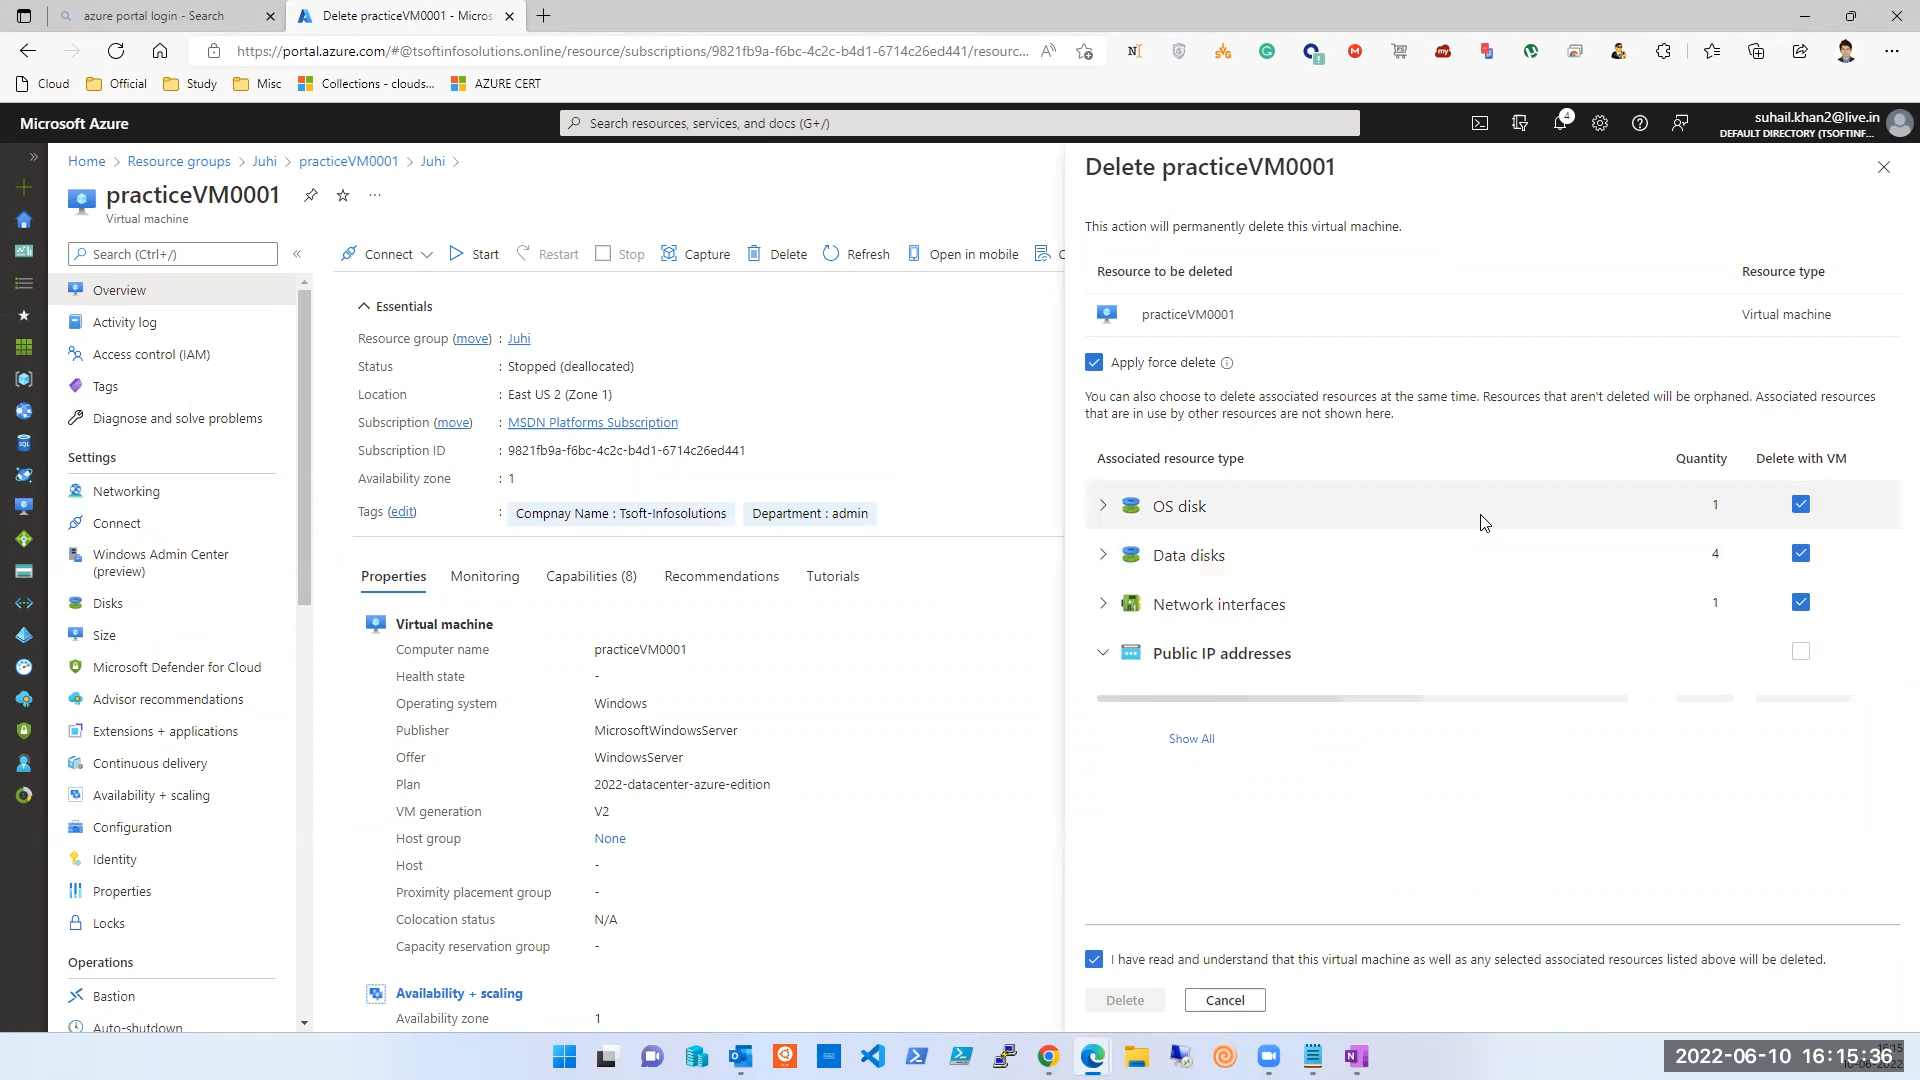 azure portal login - Search
Delete practiceVM0001 - Micros
https://portal.azure.com/#@tsoftinfosolutions.online/resource/subscriptions/9821fb9a-f6bc-4c2c-b4d1-6714c26ed441/resourc...
Cloud
Official
Study
Misc
Collections - clouds...
AZURE CERT
Microsoft Azure
Search resources, services, and docs (G+/)
4
suhail.khan2@live.in
DEFAULT DIRECTORY (TSOFTINF...
Home > Resource groups > Juhi > practiceVM0001 > Juhi >
practiceVM0001
Virtual machine
Search (Ctrl+/)
Overview
Activity log
Access control (IAM)
Tags
Diagnose and solve problems
Settings
Networking
Connect
Windows Admin Center
(preview)
Disks
Size
Microsoft Defender for Cloud
Advisor recommendations
Extensions + applications
Continuous delivery
Availability + scaling
Configuration
Identity
Properties
Locks
Operations
Bastion
Auto-shutdown
Connect
Start
Restart
Stop
Capture
Delete
Refresh
Open in mobile
Essentials
Resource group (move) : Juhi
Status : Stopped (deallocated)
Location : East US 2 (Zone 1)
Subscription (move) : MSDN Platforms Subscription
Subscription ID : 9821fb9a-f6bc-4c2c-b4d1-6714c26ed441
Availability zone : 1
Tags (edit) : Compnay Name : Tsoft-Infosolutions Department : admin
Properties
Monitoring
Capabilities (8)
Recommendations
Tutorials
Virtual machine
Computer name practiceVM0001
Health state -
Operating system Windows
Publisher MicrosoftWindowsServer
Offer WindowsServer
Plan 2022-datacenter-azure-edition
VM generation V2
Host group None
Host -
Proximity placement group -
Colocation status N/A
Capacity reservation group -
Availability + scaling
Availability zone 1
Delete practiceVM0001
This action will permanently delete this virtual machine.
Resource to be deleted Resource type
practiceVM0001 Virtual machine
Apply force delete
You can also choose to delete associated resources at the same time. Resources that aren't deleted will be orphaned. Associated resources
that are in use by other resources are not shown here.
Associated resource type Quantity Delete with VM
OS disk 1
Data disks 4
Network interfaces 1
Public IP addresses
Show All
I have read and understand that this virtual machine as well as any selected associated resources listed above will be deleted.
Delete
Cancel
2022-06-10 16:15:36